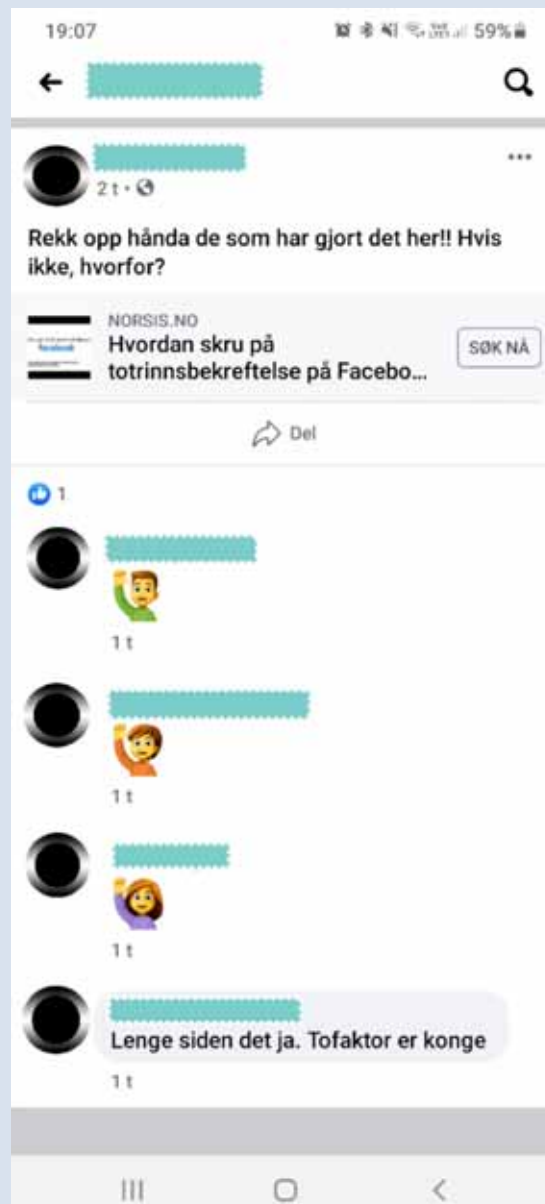 19:07
59%
2 t
Rekk opp hånda de som har gjort det her!! Hvis
ikke, hvorfor?
NORSIS.NO
Hvordan skru på
totrinnsbekreftelse på Facebo...
SØK NÅ
Del
1
1 t
1 t
1 t
Lenge siden det ja. Tofaktor er konge
1 t